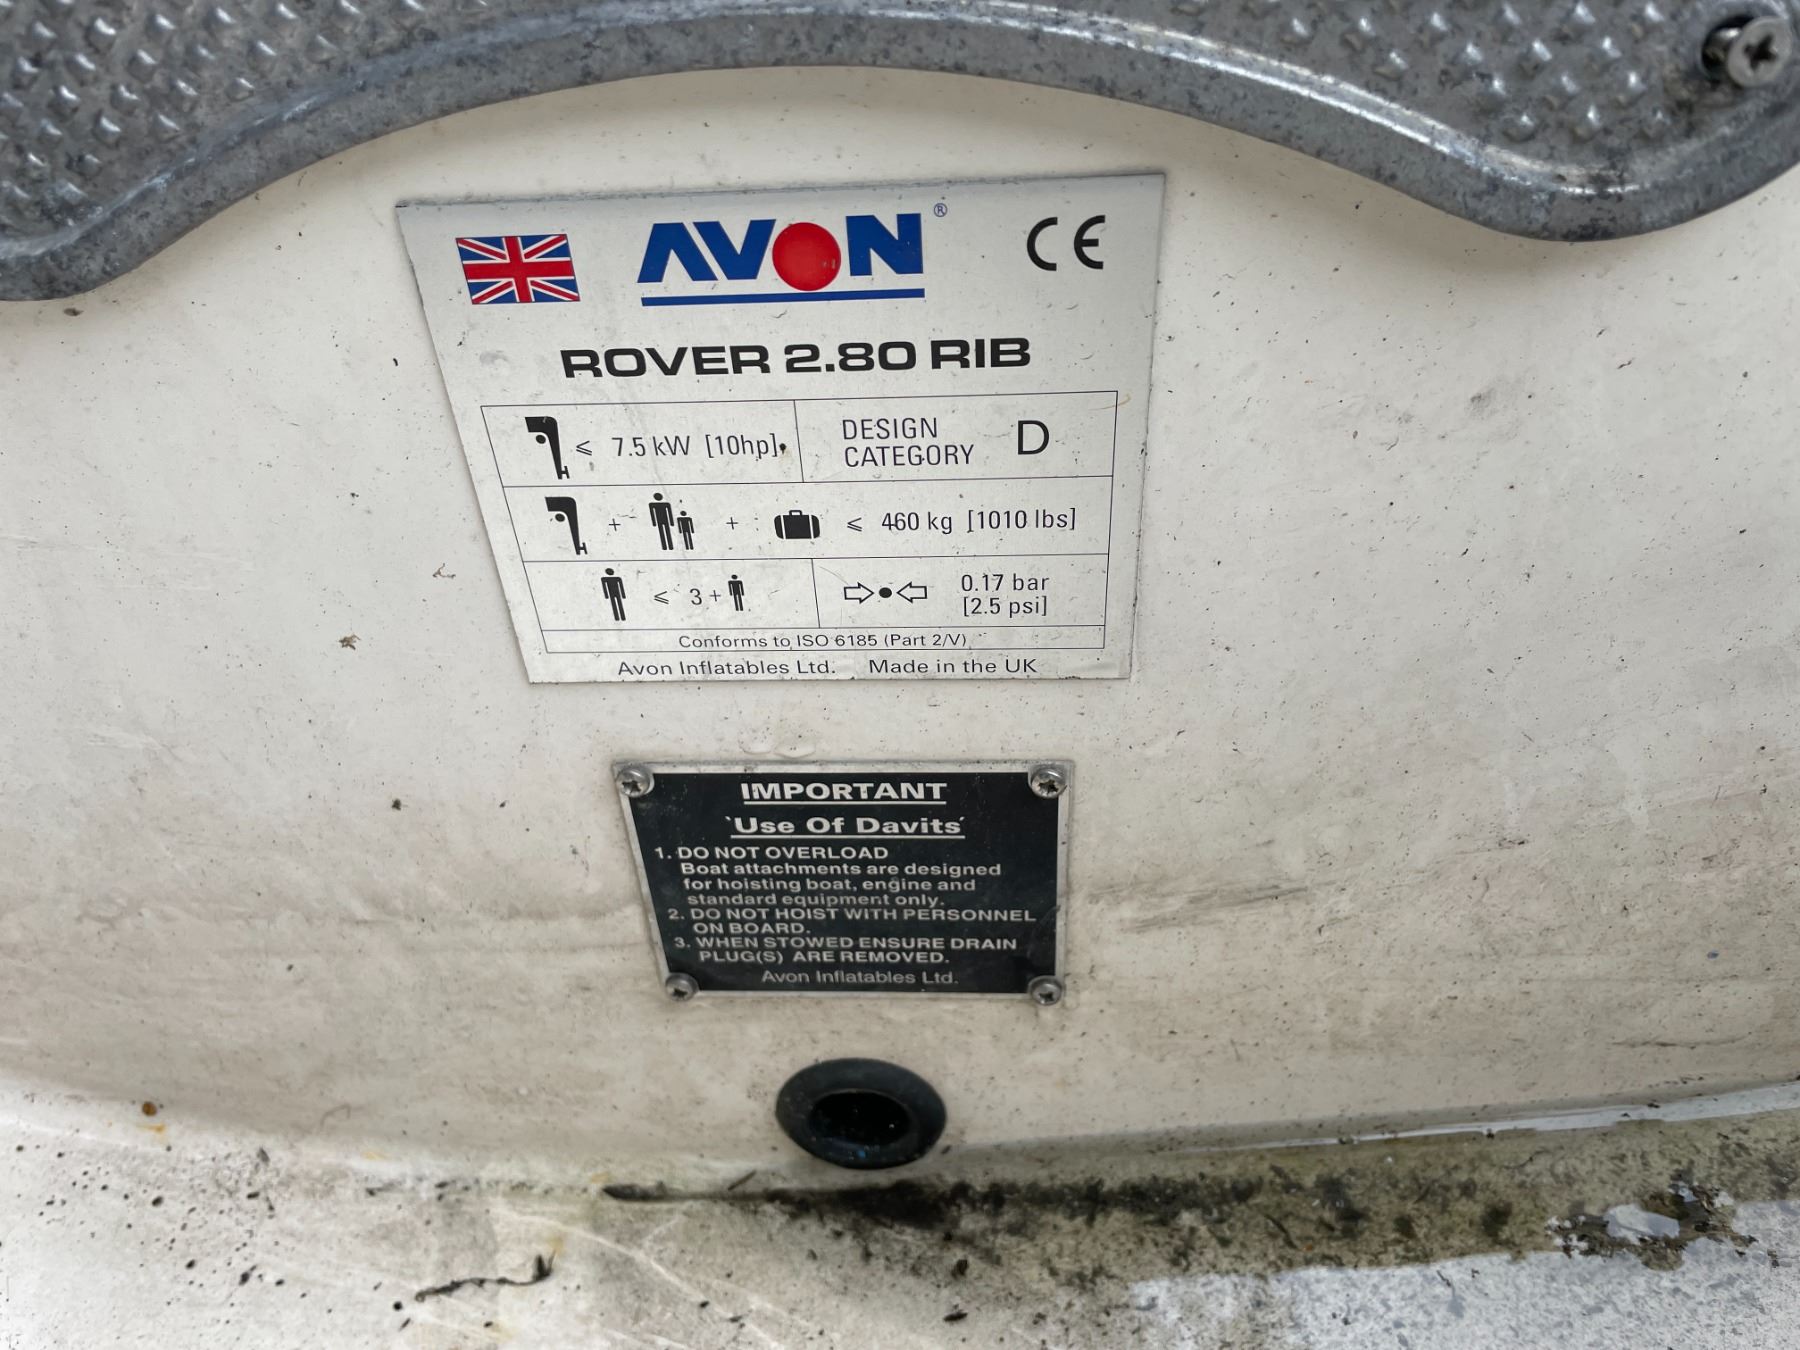 AVON®
CE
ROVER 2.80 RIB
≤ 7.5 kW [10hp]
DESIGN
CATEGORY D
+ + ≤ 460 kg [1010 lbs]
≤ 3 +
0.17 bar
[2.5 psi]
Conforms to ISO 6185 (Part 2/V)
Avon Inflatables Ltd. Made in the UK
IMPORTANT
'Use Of Davits'
1. DO NOT OVERLOAD
Boat attachments are designed
for hoisting boat, engine and
standard equipment only.
2. DO NOT HOIST WITH PERSONNEL
ON BOARD.
3. WHEN STOWED ENSURE DRAIN
PLUG(S) ARE REMOVED.
Avon Inflatables Ltd.